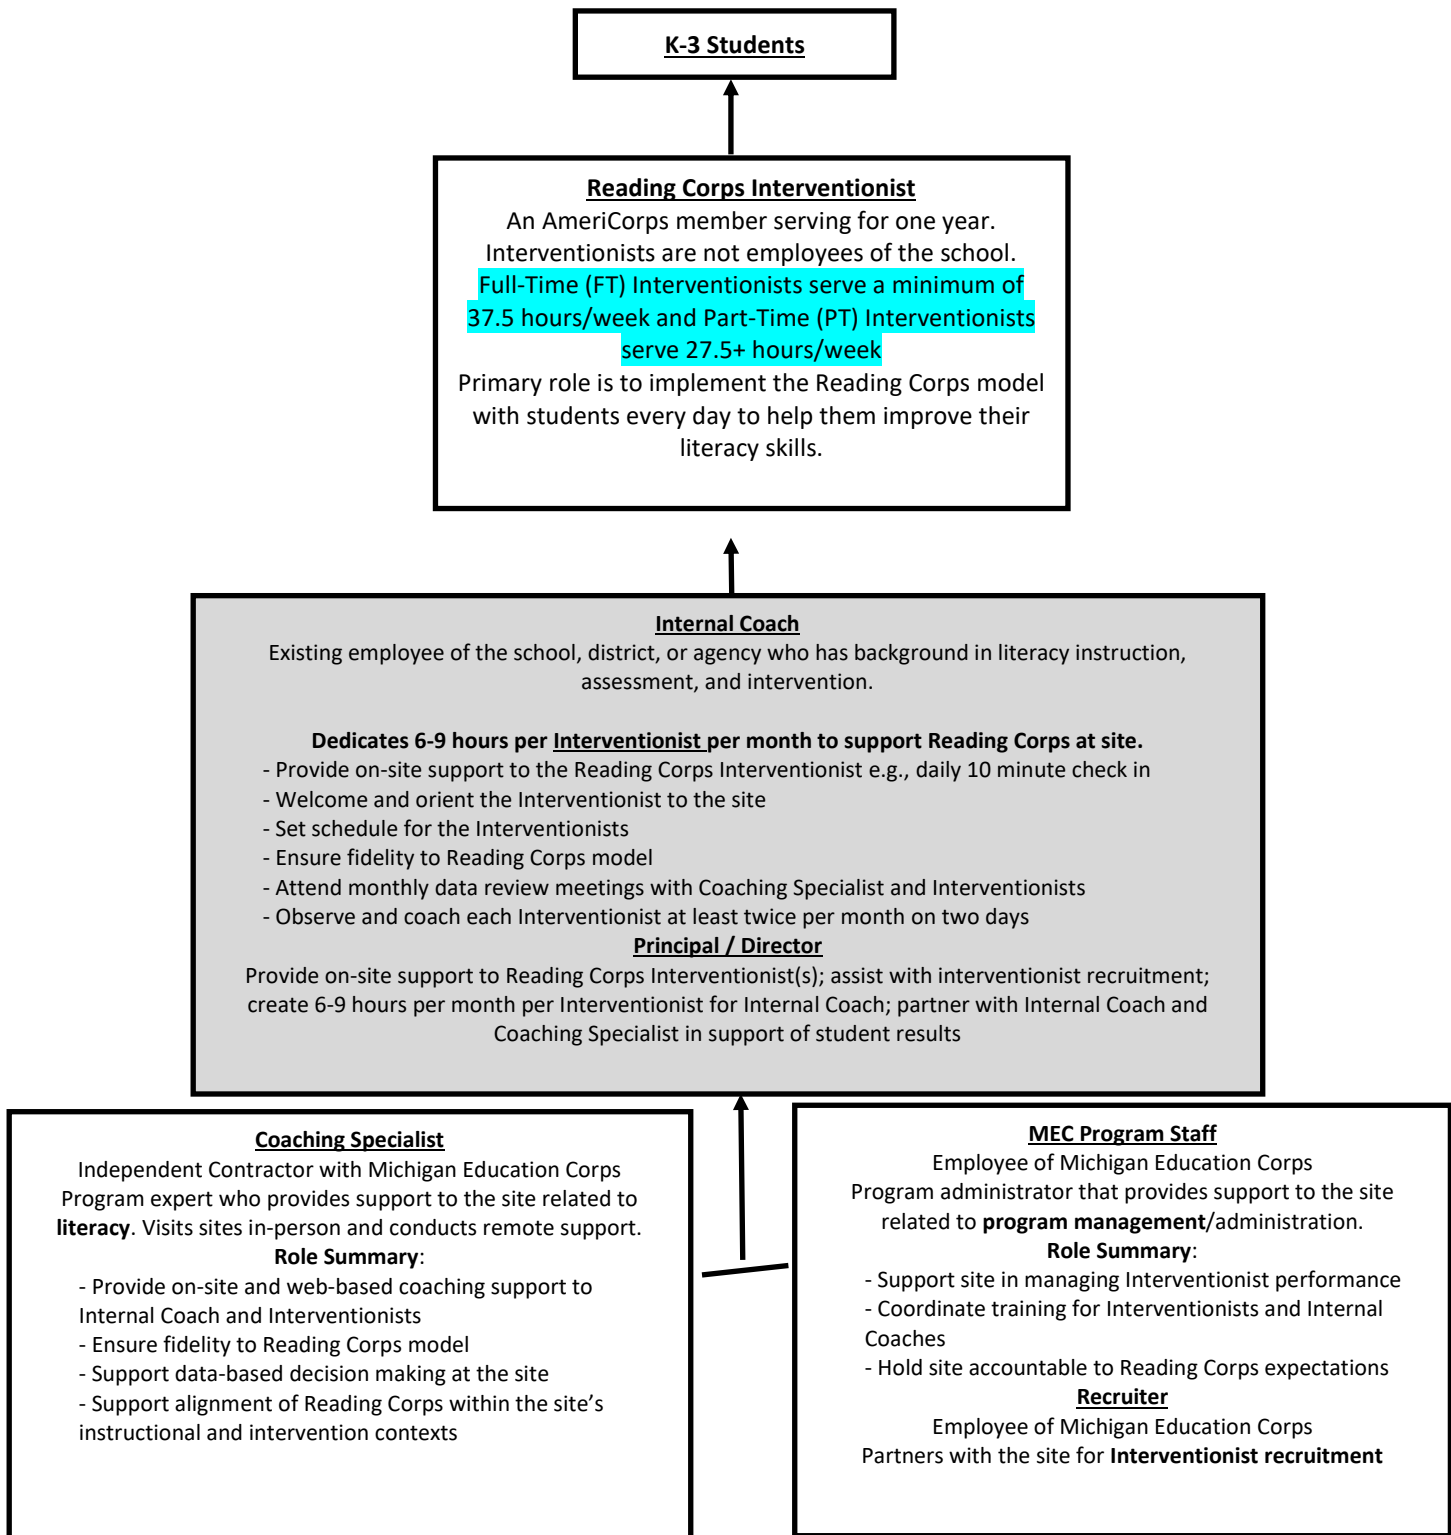 K-3 Students
Reading Corps Interventionist
An AmeriCorps member serving for one year.
Interventionists are not employees of the school.
Full-Time (FT) Interventionists serve a minimum of
37.5 hours/week and Part-Time (PT) Interventionists
serve 27.5+ hours/week
Primary role is to implement the Reading Corps model
with students every day to help them improve their
literacy skills.
Internal Coach
Existing employee of the school, district, or agency who has background in literacy instruction,
assessment, and intervention.
Dedicates 6-9 hours per Interventionist per month to support Reading Corps at site.
- Provide on-site support to the Reading Corps Interventionist e.g., daily 10 minute check in
- Welcome and orient the Interventionist to the site
- Set schedule for the Interventionists
- Ensure fidelity to Reading Corps model
- Attend monthly data review meetings with Coaching Specialist and Interventionists
- Observe and coach each Interventionist at least twice per month on two days
Principal / Director
Provide on-site support to Reading Corps Interventionist(s); assist with interventionist recruitment;
create 6-9 hours per month per Interventionist for Internal Coach; partner with Internal Coach and
Coaching Specialist in support of student results
Coaching Specialist
Independent Contractor with Michigan Education Corps
Program expert who provides support to the site related to
literacy. Visits sites in-person and conducts remote support.
Role Summary:
- Provide on-site and web-based coaching support to
Internal Coach and Interventionists
- Ensure fidelity to Reading Corps model
- Support data-based decision making at the site
- Support alignment of Reading Corps within the site's
instructional and intervention contexts
MEC Program Staff
Employee of Michigan Education Corps
Program administrator that provides support to the site
related to program management/administration.
Role Summary:
- Support site in managing Interventionist performance
- Coordinate training for Interventionists and Internal
Coaches
- Hold site accountable to Reading Corps expectations
Recruiter
Employee of Michigan Education Corps
Partners with the site for Interventionist recruitment